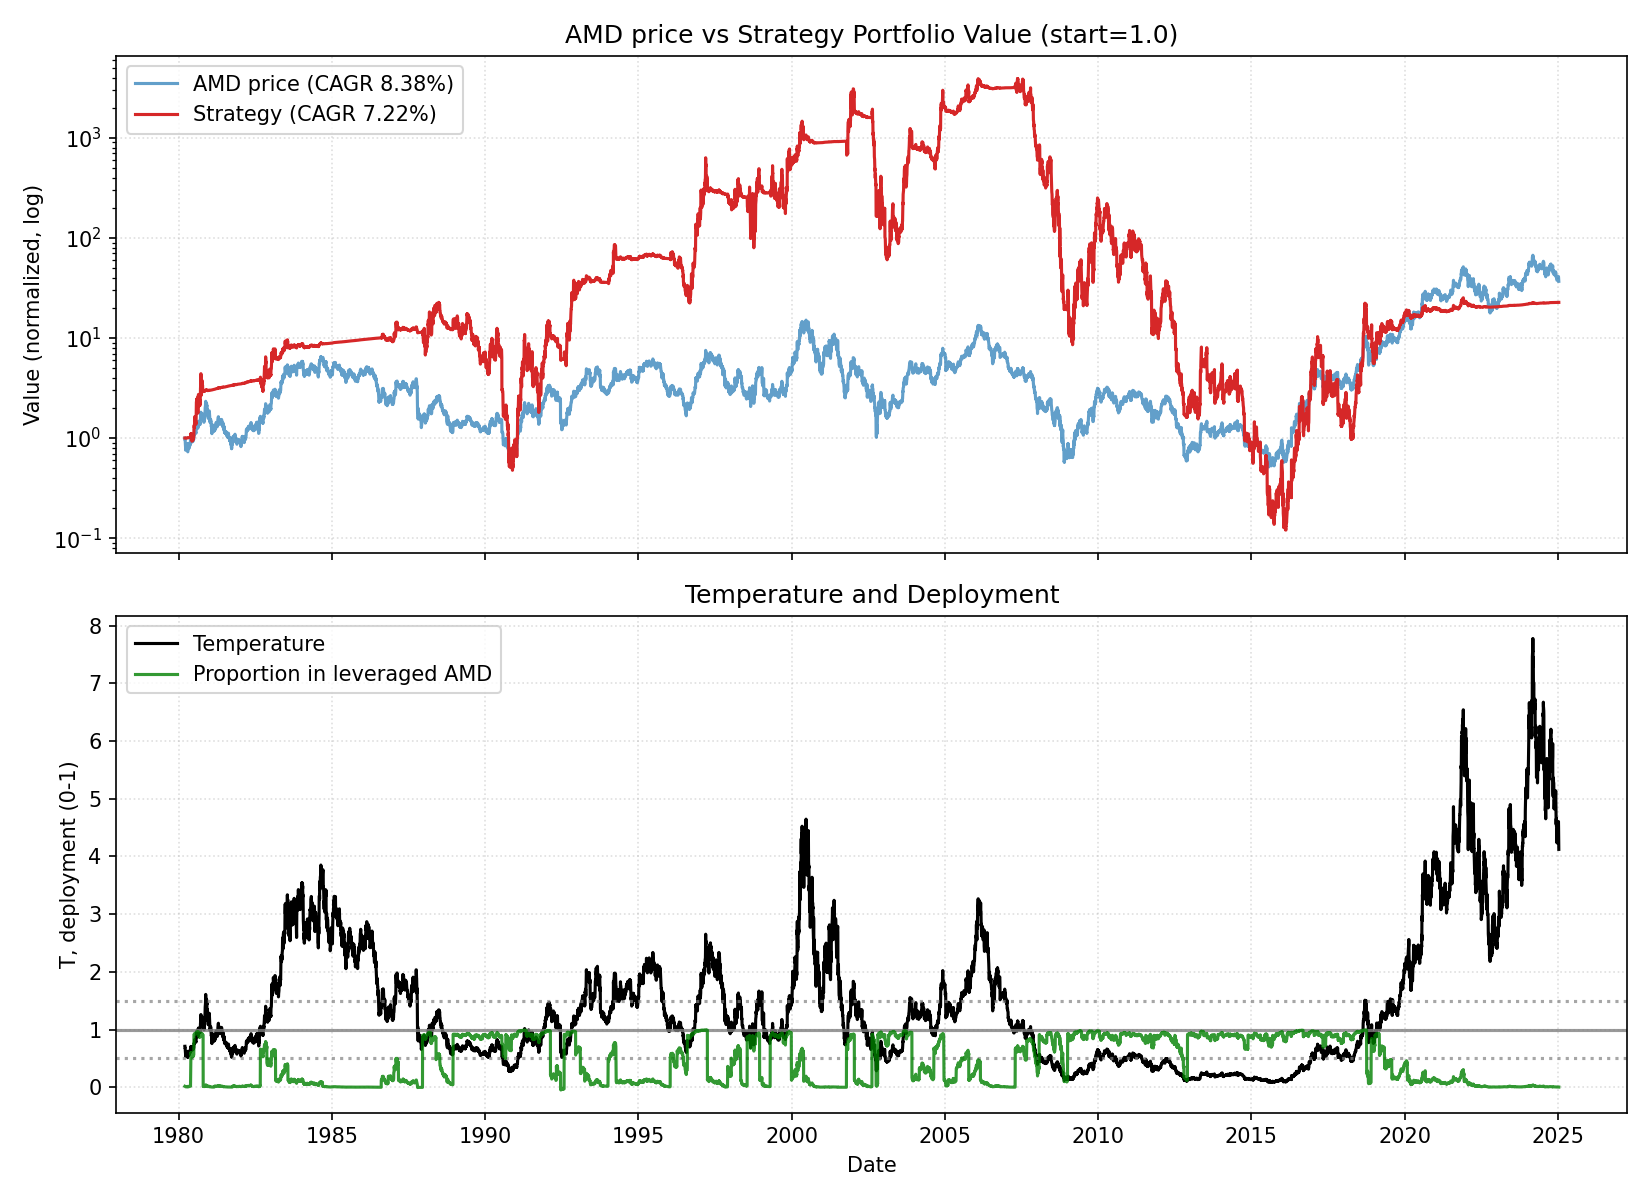 AMD price vs Strategy Portfolio Value (start=1.0)
AMD price (CAGR 8.38%)
Strategy (CAGR 7.22%)
Value (normalized, log)
10³
10²
10¹
10⁰
10⁻¹
Temperature and Deployment
Temperature
Proportion in leveraged AMD
T, deployment (0-1)
8
7
6
5
4
3
2
1
0
1980 1985 1990 1995 2000 2005 2010 2015 2020 2025
Date